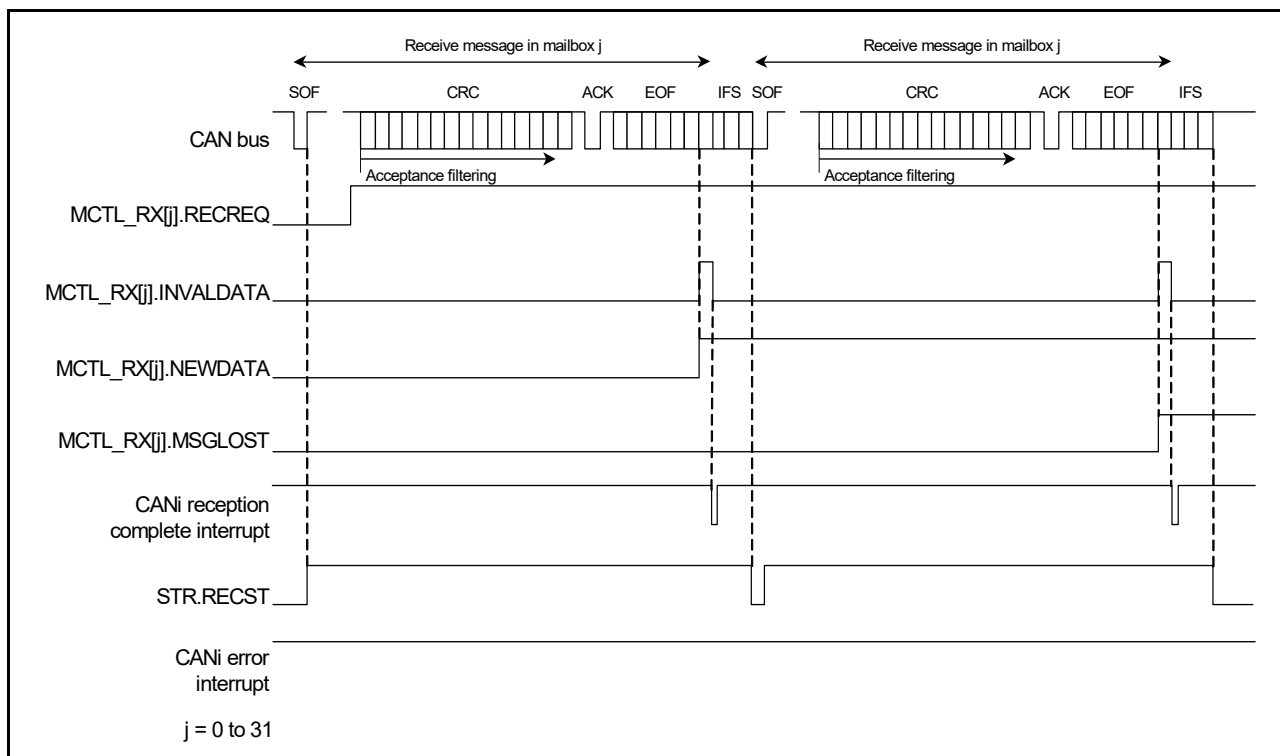 Receive message in mailbox j Receive message in mailbox j
SOF CRC ACK EOF IFS SOF CRC ACK EOF IFS
CAN bus
Acceptance filtering Acceptance filtering
MCTL_RX[j].RECREQ
MCTL_RX[j].INVALDATA
MCTL_RX[j].NEWDATA
MCTL_RX[j].MSGLOST
CANi reception
complete interrupt
STR.RECST
CANi error
interrupt
j = 0 to 31